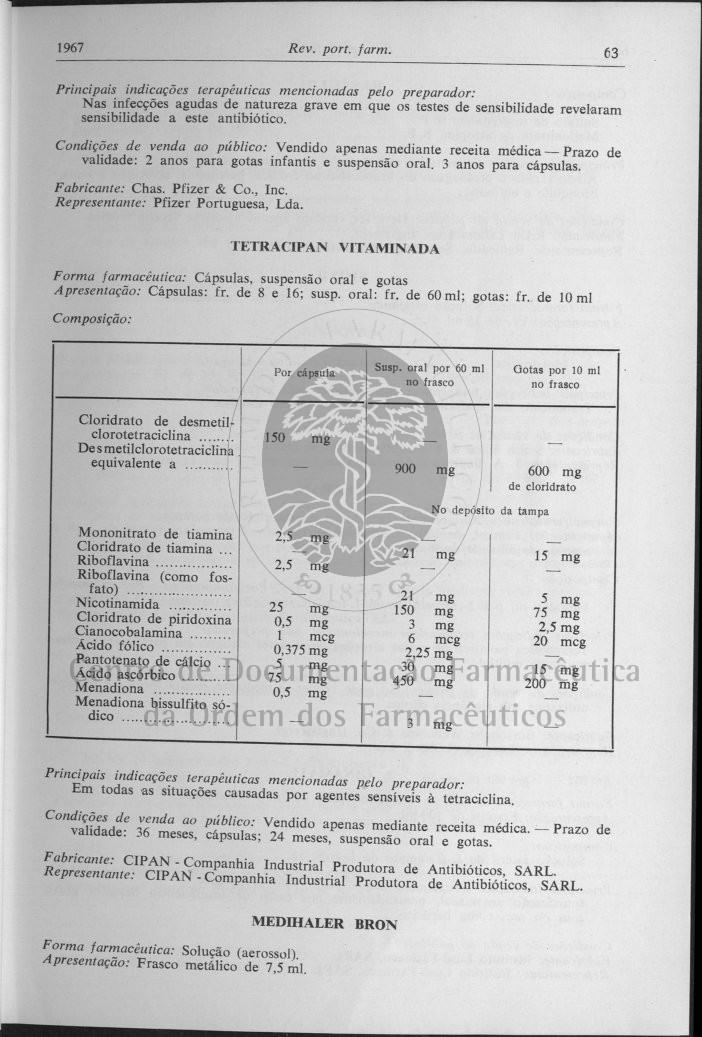 1967 Rev. port. farm. 63
Principais indicações terapêuticas mencionadas pelo preparador:
Nas infecções agudas de natureza grave em que os testes de sensibilidade revelaram
sensibilidade a este antibiótico.
Condições de venda ao público: Vendido apenas mediante receita médica — Prazo de
validade: 2 anos para gotas infantis e suspensão oral. 3 anos para cápsulas.
Fabricante: Chas. Pfizer & Co., Inc.
Representante: Pfizer Portuguesa, Lda.
TETRACIPAN VITAMINADA
Forma farmacêutica: Cápsulas, suspensão oral e gotas
Apresentação: Cápsulas: fr. de 8 e 16; susp. oral: fr. de 60 ml; gotas: fr. de 10 ml
Composição:
Por cápsula
Susp. oral por 60 ml
no frasco
Gotas por 10 ml
no frasco
Cloridrato de desmetil-
clorotetraciclina ........ 150 mg — —
Desmetilclorotetraciclina
equivalente a ........... — 900 mg 600 mg
de cloridrato
No depósito da tampa
Mononitrato de tiamina 2,5 mg — —
Cloridrato de tiamina ... — 21 mg 15 mg
Riboflavina ................. 2,5 mg — —
Riboflavina (como fos-
fato) ....................... — 21 mg 5 mg
Nicotinamida .............. 25 mg 150 mg 75 mg
Cloridrato de piridoxina 0,5 mg 3 mg 2,5 mg
Cianocobalamina ......... 1 mcg 6 mcg 20 mcg
Ácido fólico ............... 0,375 mg 2,25 mg —
Pantotenato de cálcio ... 5 mg 30 mg 15 mg
Ácido ascórbico ........... 75 mg 450 mg 200 mg
Menadiona ................. 0,5 mg — —
Menadiona bissulfito só-
dico ........................ — 3 mg —
Centro de Documentação Farmacêutica
da Ordem dos Farmacêuticos
1835
Principais indicações terapêuticas mencionadas pelo preparador:
Em todas as situações causadas por agentes sensíveis à tetraciclina.
Condições de venda ao público: Vendido apenas mediante receita médica. — Prazo de
validade: 36 meses, cápsulas; 24 meses, suspensão oral e gotas.
Fabricante: CIPAN - Companhia Industrial Produtora de Antibióticos, SARL.
Representante: CIPAN - Companhia Industrial Produtora de Antibióticos, SARL.
MEDIHALER BRON
Forma farmacêutica: Solução (aerossol).
Apresentação: Frasco metálico de 7,5 ml.